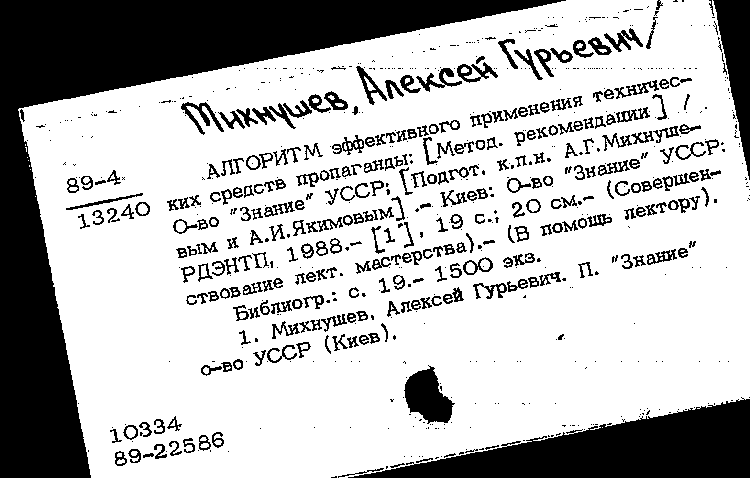 Михнушев, Алексей Гурьевич
89-4
13240
АЛГОРИТМ эффективного применения техничес-
ких средств пропаганды: [Метод. рекомендации] /
О-во "Знание" УССР; [Подгот. к.п.н. А.Г.Михнуше-
вым и А.И.Якимовым] .- Киев: О-во "Знание" УССР:
РДЭНТП, 1988.- [1], 19 с.; 20 см.- (Совершен-
ствование лект. мастерства).- (В помощь лектору).
Библиогр.: с. 19.- 1500 экз.
1. Михнушев, Алексей Гурьевич. П. "Знание"
о-во УССР (Киев).
10334
89-22586